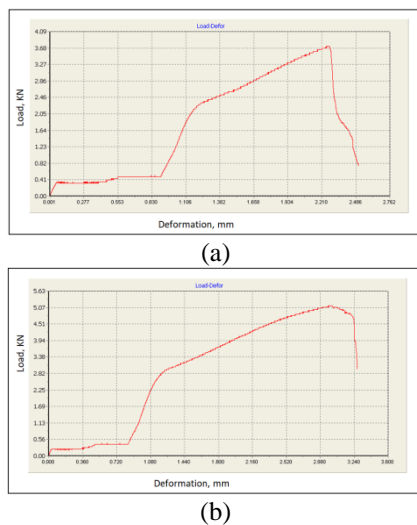 Load-Defor
Load, KN
4.09
3.68
3.27
2.86
2.46
2.05
1.64
1.23
0.82
0.41
0.00
0.001 0.277 0.553 0.830 1.106 1.382 1.658 1.934 2.210 2.486 2.763
Deformation, mm
(a)
Load-Defor
Load, KN
5.63
5.07
4.51
3.94
3.38
2.82
2.25
1.69
1.13
0.56
0.00
0.000 0.360 0.720 1.080 1.440 1.800 2.160 2.520 2.880 3.240 3.600
Deformation, mm
(b)